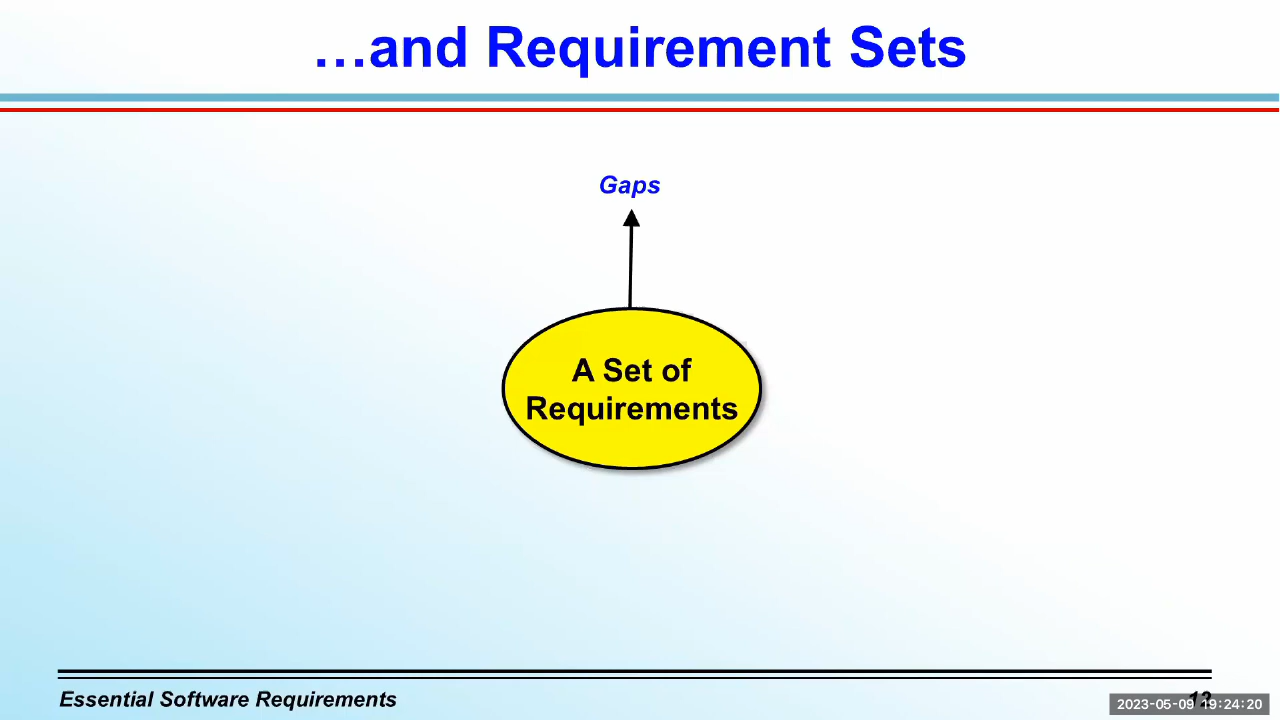 …and Requirement Sets
Gaps
A Set of
Requirements
Essential Software Requirements
2023-05-09 19:24:20